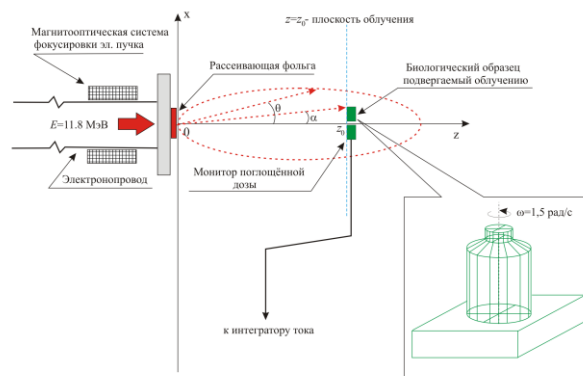 x
Магнитооптическая система
фокусировки эл. пучка
z=z₀- плоскость облучения
Рассеивающая фольга
Биологический образец
подвергаемый облучению
θ
E=11.8 МэВ
α
0
z₀
z
Электронопровод
Монитор поглощённой
дозы
ω=1,5 рад/с
к интегратору тока